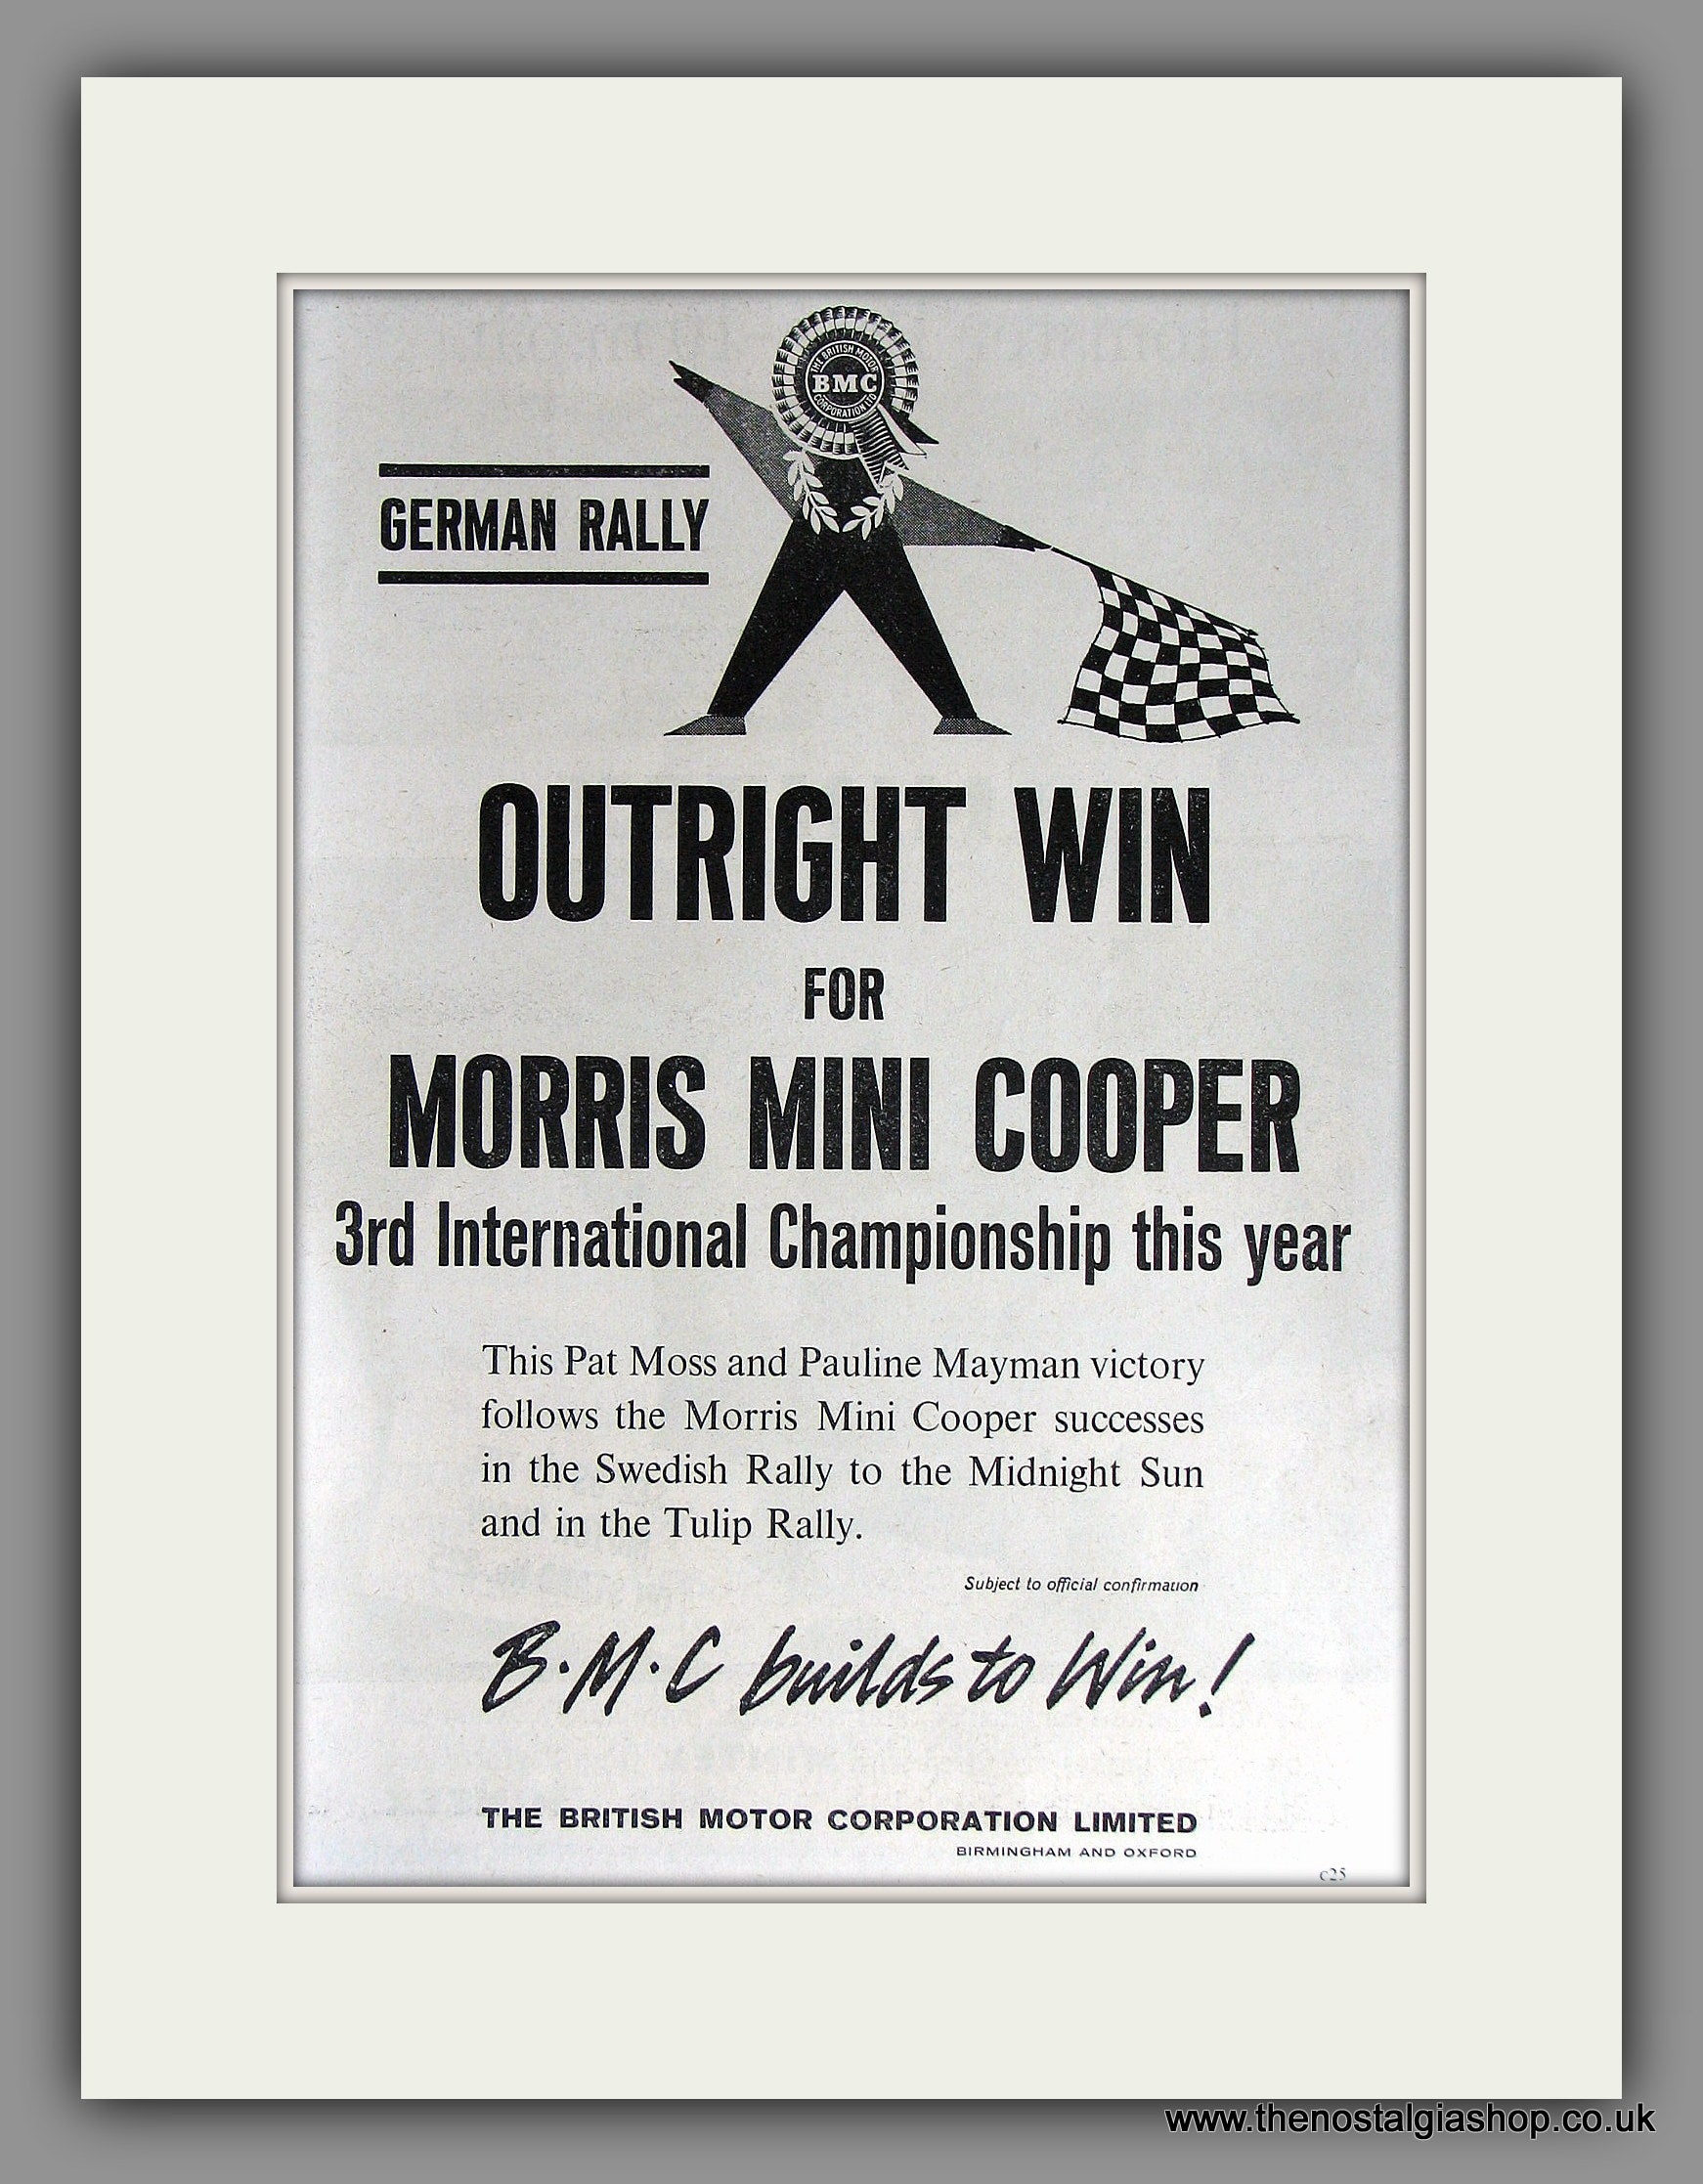 THE BRITISH MOTOR
BMC
CORPORATION LTD
GERMAN RALLY
OUTRIGHT WIN
FOR
MORRIS MINI COOPER
3rd International Championship this year
This Pat Moss and Pauline Mayman victory
follows the Morris Mini Cooper successes
in the Swedish Rally to the Midnight Sun
and in the Tulip Rally.
Subject to official confirmation
B·M·C builds to Win!
THE BRITISH MOTOR CORPORATION LIMITED
BIRMINGHAM AND OXFORD
c25
www.thenostalgiashop.co.uk